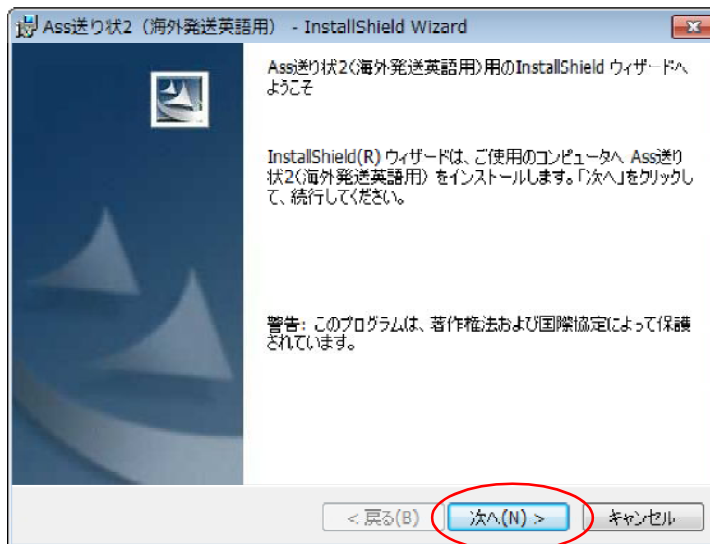 Ass送り状2（海外発送英語用） - InstallShield Wizard
Ass送り状2(海外発送英語用)用のInstallShield ウィザードへ
ようこそ
InstallShield(R) ウィザードは、ご使用のコンピュータへ Ass送り
状2(海外発送英語用) をインストールします。「次へ」をクリックし
て、続行してください。
警告: このプログラムは、著作権法および国際協定によって保護
されています。
< 戻る(B)
次へ(N) >
キャンセル